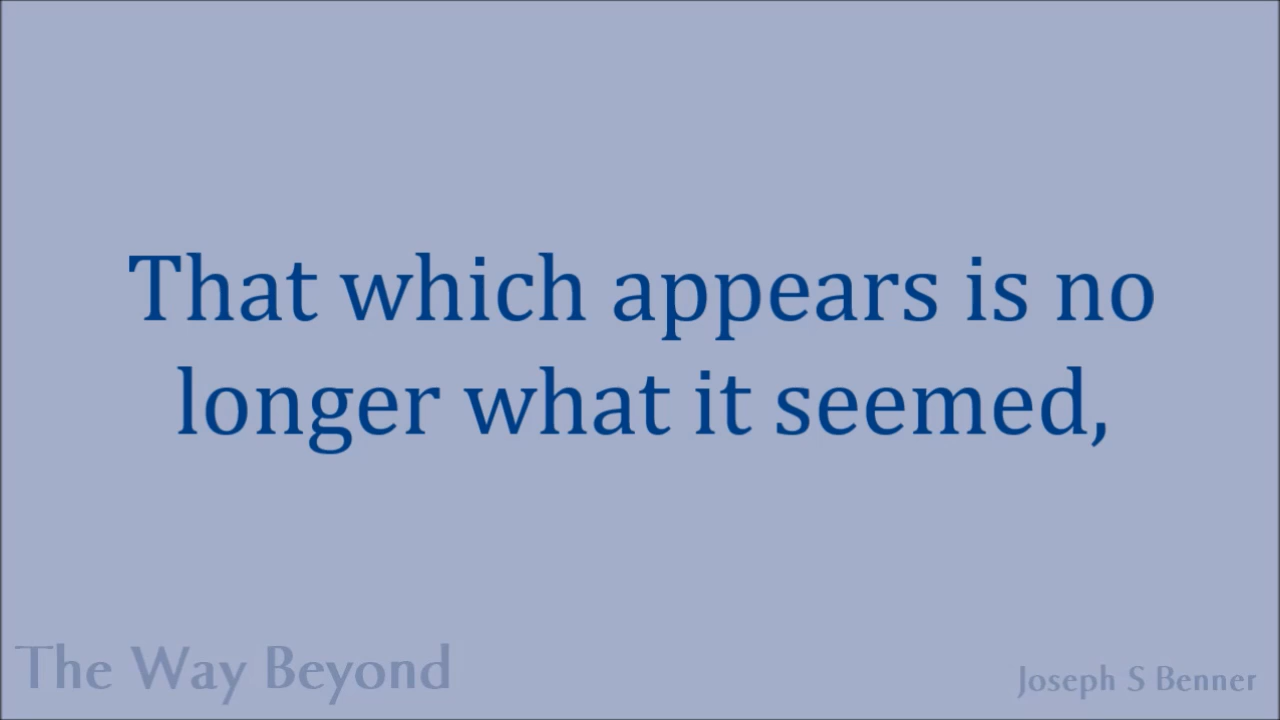 That which appears is no
longer what it seemed,
The Way Beyond
Joseph S Benner